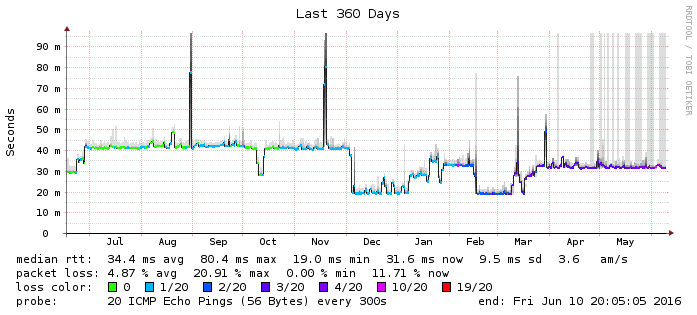 Last 360 Days
RRDTOOL / TOBI OETIKER
Seconds
90 m
80 m
70 m
60 m
50 m
40 m
30 m
20 m
10 m
0
Jul Aug Sep Oct Nov Dec Jan Feb Mar Apr May
median rtt: 34.4 ms avg 80.4 ms max 19.0 ms min 31.6 ms now 9.5 ms sd 3.6 am/s
packet loss: 4.87 % avg 20.91 % max 0.00 % min 11.71 % now
loss color: 0 1/20 2/20 3/20 4/20 10/20 19/20
probe: 20 ICMP Echo Pings (56 Bytes) every 300s end: Fri Jun 10 20:05:05 2016